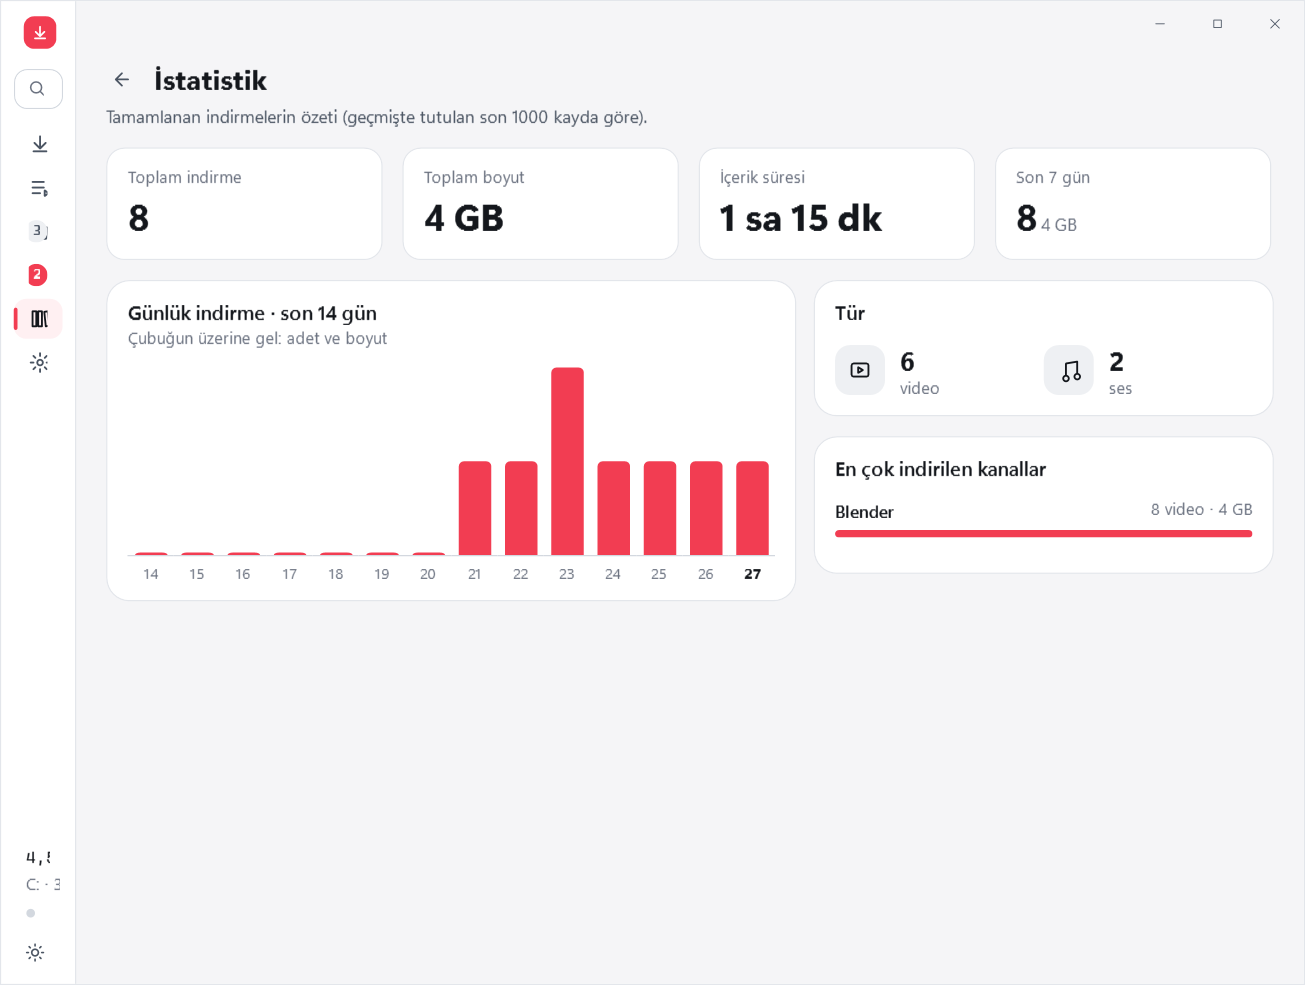 İstatistik
Tamamlanan indirmelerin özeti (geçmişte tutulan son 1000 kayda göre).
Toplam indirme
8
Toplam boyut
4 GB
İçerik süresi
1 sa 15 dk
Son 7 gün
8 4 GB
3
2
Günlük indirme · son 14 gün
Çubuğun üzerine gel: adet ve boyut
14 15 16 17 18 19 20 21 22 23 24 25 26 27
Tür
6
video
2
ses
En çok indirilen kanallar
Blender
8 video · 4 GB
4,
C: ·